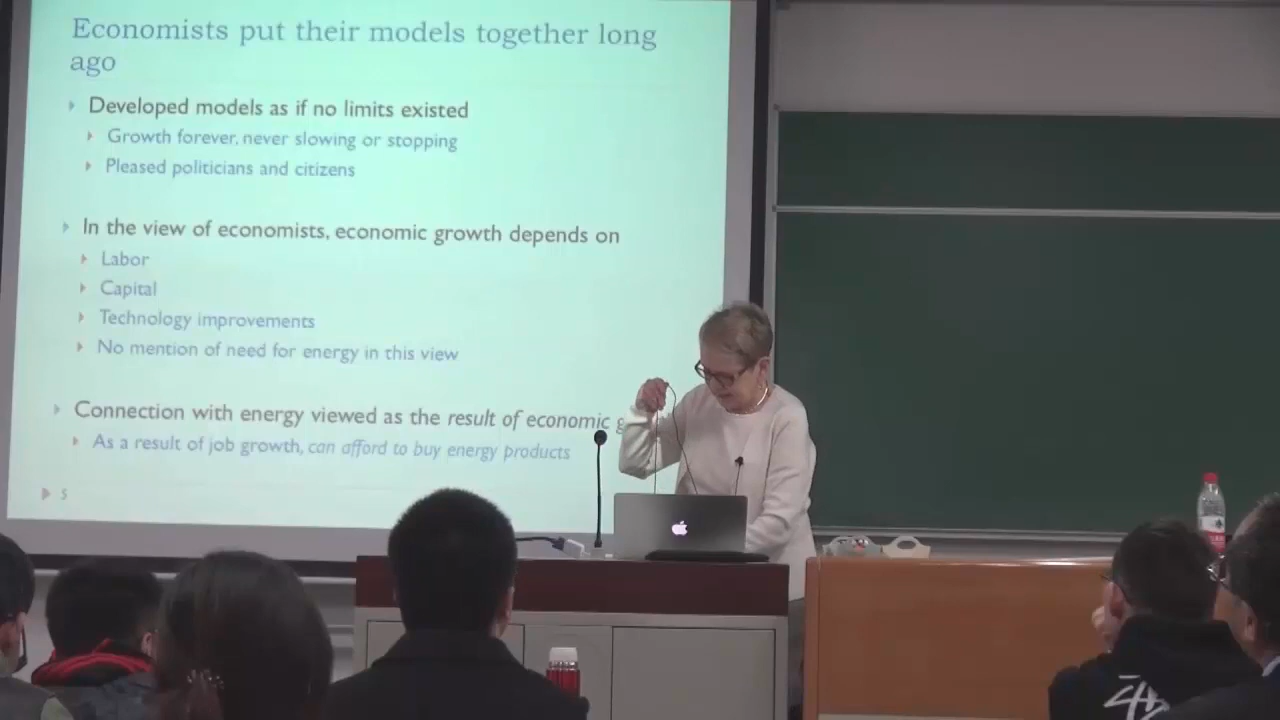 Economists put their models together long
ago
Developed models as if no limits existed
Growth forever, never slowing or stopping
Pleased politicians and citizens
In the view of economists, economic growth depends on
Labor
Capital
Technology improvements
No mention of need for energy in this view
Connection with energy viewed as the result of economic g
As a result of job growth, can afford to buy energy products
5